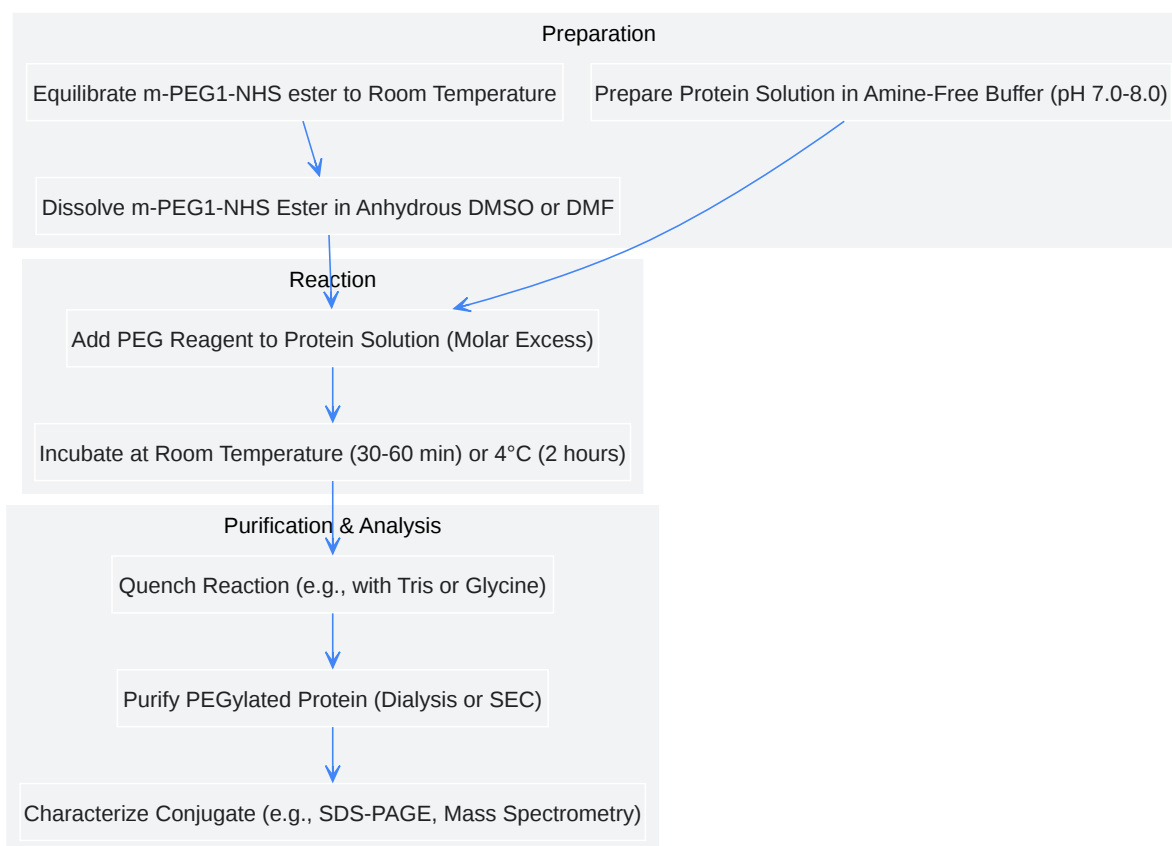 Preparation
Equilibrate m-PEG1-NHS ester to Room Temperature
Prepare Protein Solution in Amine-Free Buffer (pH 7.0-8.0)
Dissolve m-PEG1-NHS Ester in Anhydrous DMSO or DMF
Reaction
Add PEG Reagent to Protein Solution (Molar Excess)
Incubate at Room Temperature (30-60 min) or 4°C (2 hours)
Purification & Analysis
Quench Reaction (e.g., with Tris or Glycine)
Purify PEGylated Protein (Dialysis or SEC)
Characterize Conjugate (e.g., SDS-PAGE, Mass Spectrometry)